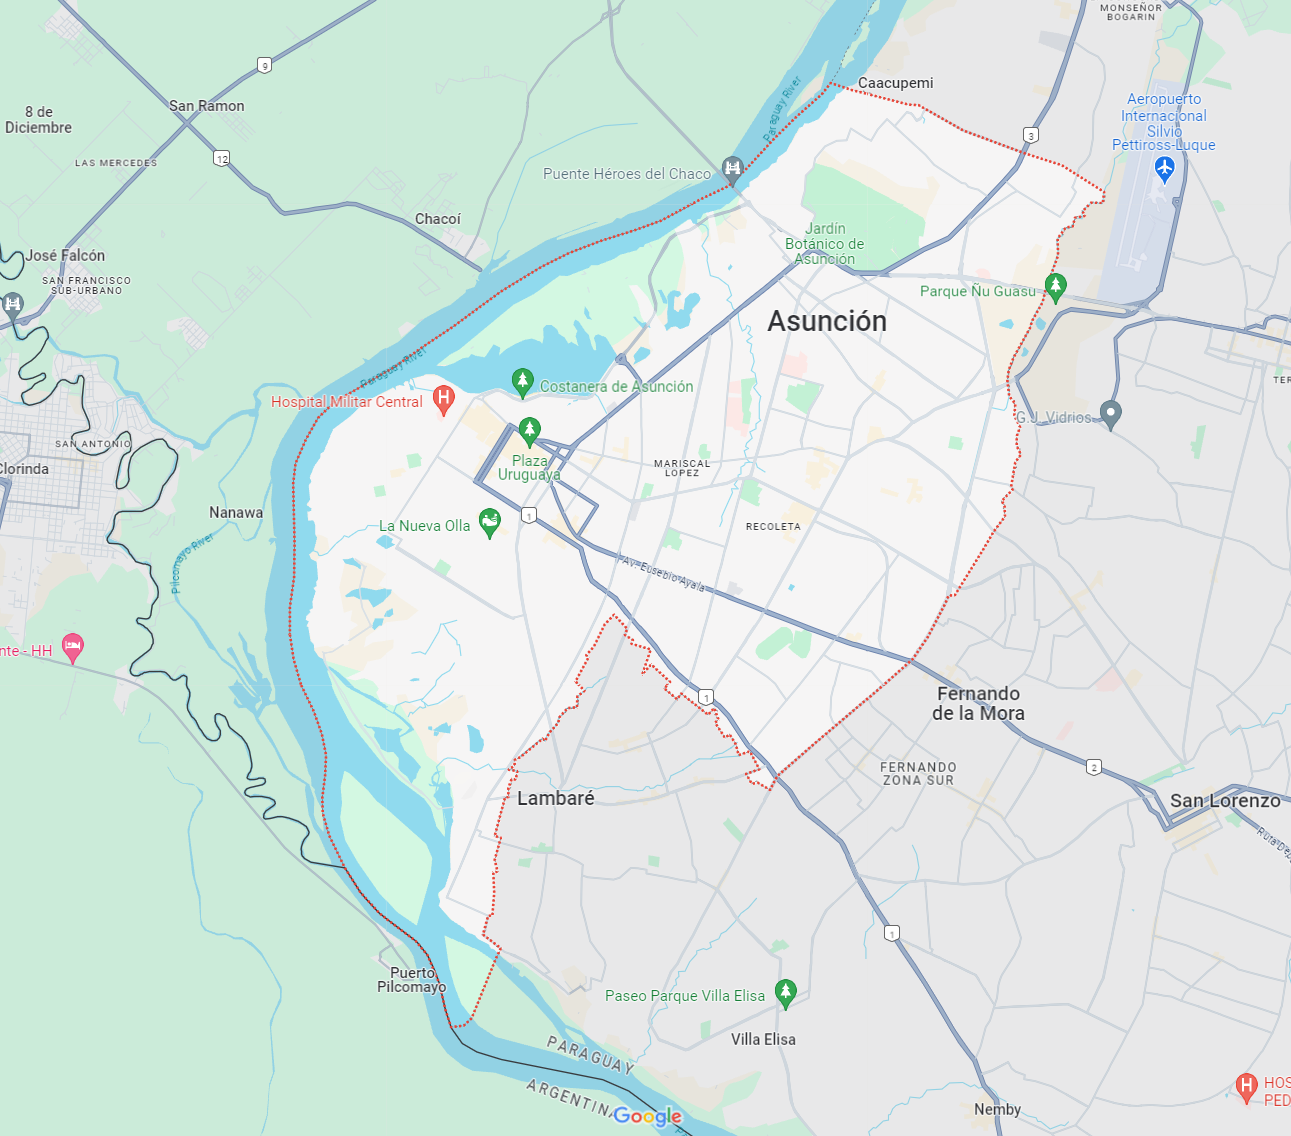 MONSEÑOR
BOGARIN
9
Caacupemi
San Ramon
Aeropuerto
Internacional
Silvio
Pettiross-Luque
8 de
Diciembre
Paraguay River
3
LAS MERCEDES
12
Puente Héroes del Chaco
Chacoí
Jardín
Botánico de
Asunción
José Falcón
SAN FRANCISCO
SUB-URBANO
Parque Ñu Guasu
Asunción
Paraguay River
Costanera de Asunción
TER
Hospital Militar Central
G.J. Vidrios
SAN ANTONIO
Plaza
Uruguaya
MARISCAL
LOPEZ
Clorinda
Nanawa
1
La Nueva Olla
RECOLETA
Pilcomayo River
Av. Eusebio Ayala
nte - HH
1
Fernando
de la Mora
FERNANDO
ZONA SUR
2
Lambaré
San Lorenzo
Ruta De
1
Puerto
Pilcomayo
Paseo Parque Villa Elisa
Villa Elisa
PARAGUAY
ARGENTINA
Google
HOS
PED
Nemby